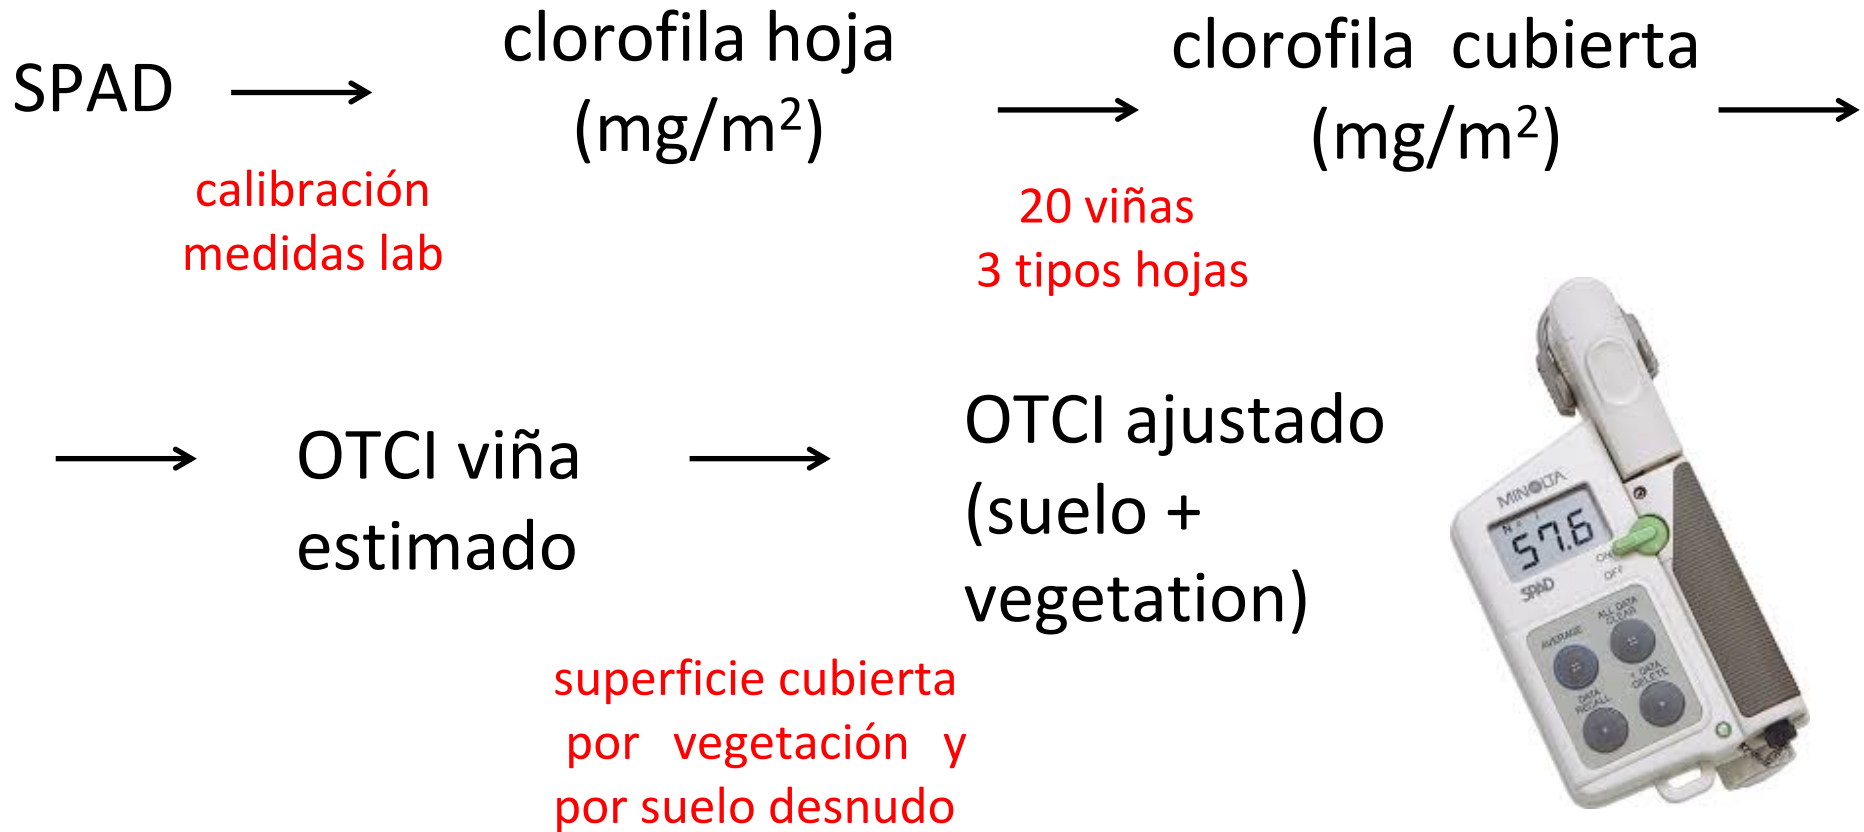 SPAD
clorofila hoja
(mg/m²)
clorofila cubierta
(mg/m²)
calibración
medidas lab
20 viñas
3 tipos hojas
OTCI viña
estimado
OTCI ajustado
(suelo +
vegetation)
superficie cubierta
por vegetación y
por suelo desnudo
MINOLTA
N=
57.6
ON
OFF
SPAD
AVERAGE
ALL DATA
CLEAR
DATA
RECALL
1 DATA
DELETE